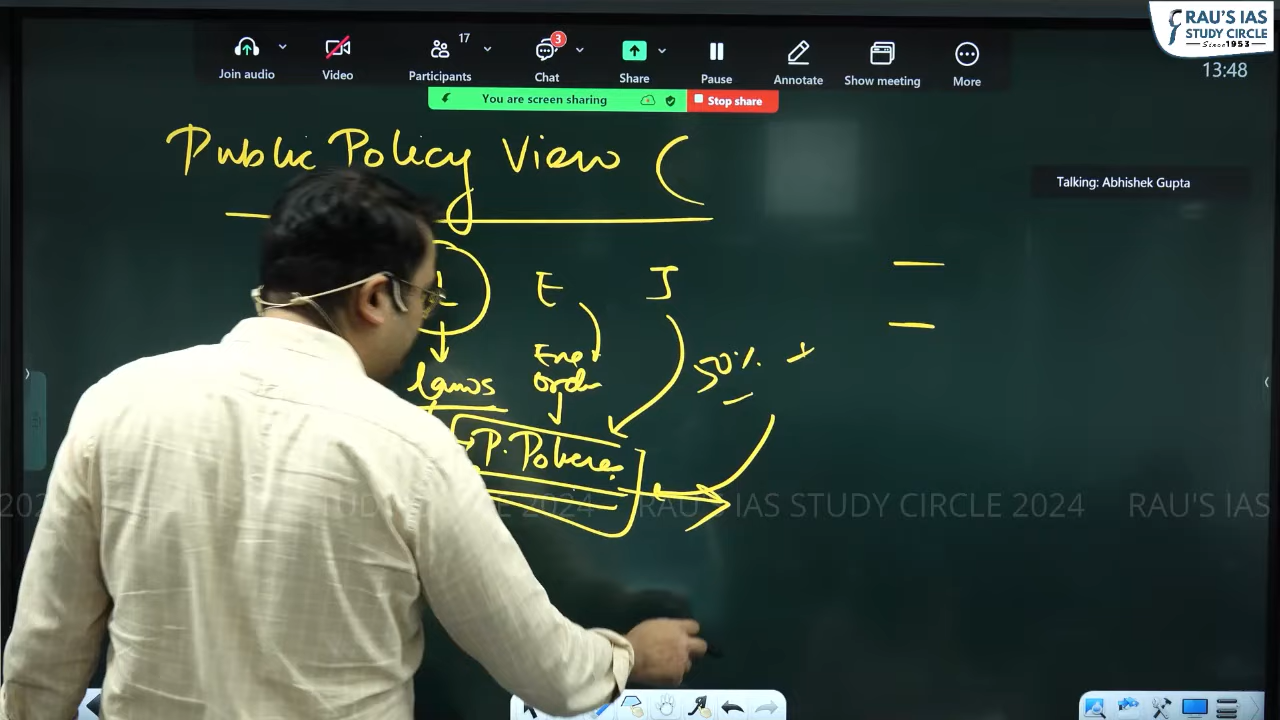 RAU'S IAS
STUDY CIRCLE
Since 1953
13:48
17
3
Join audio
Video
Participants
Chat
Share
Pause
Annotate
Show meeting
More
You are screen sharing
Stop share
Talking: Abhishek Gupta
Public Policy View (
L E J
laws
Exe
order
50% +
P. Policies
2024 RAU'S IAS STUDY CIRCLE 2024 RAU'S IAS